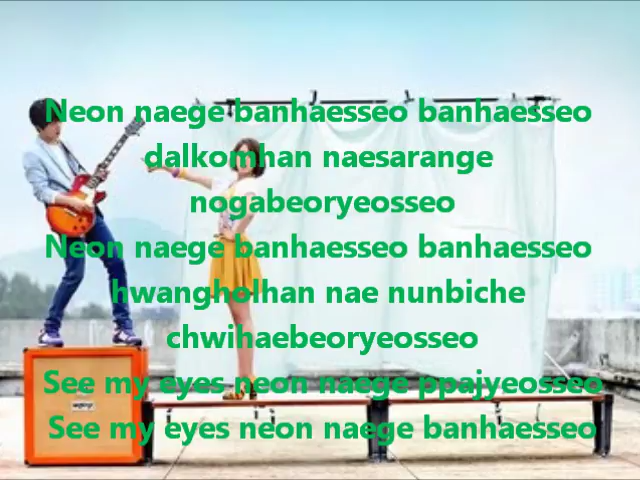 Neon naege banhaesseo banhaesseo
dalkomhan naesarange
nogabeoryeosseo
Neon naege banhaesseo banhaesseo
hwangholhan nae nunbiche
chwihaebeoryeosseo
See my eyes neon naege ppajyeosseo
See my eyes neon naege banhaesseo